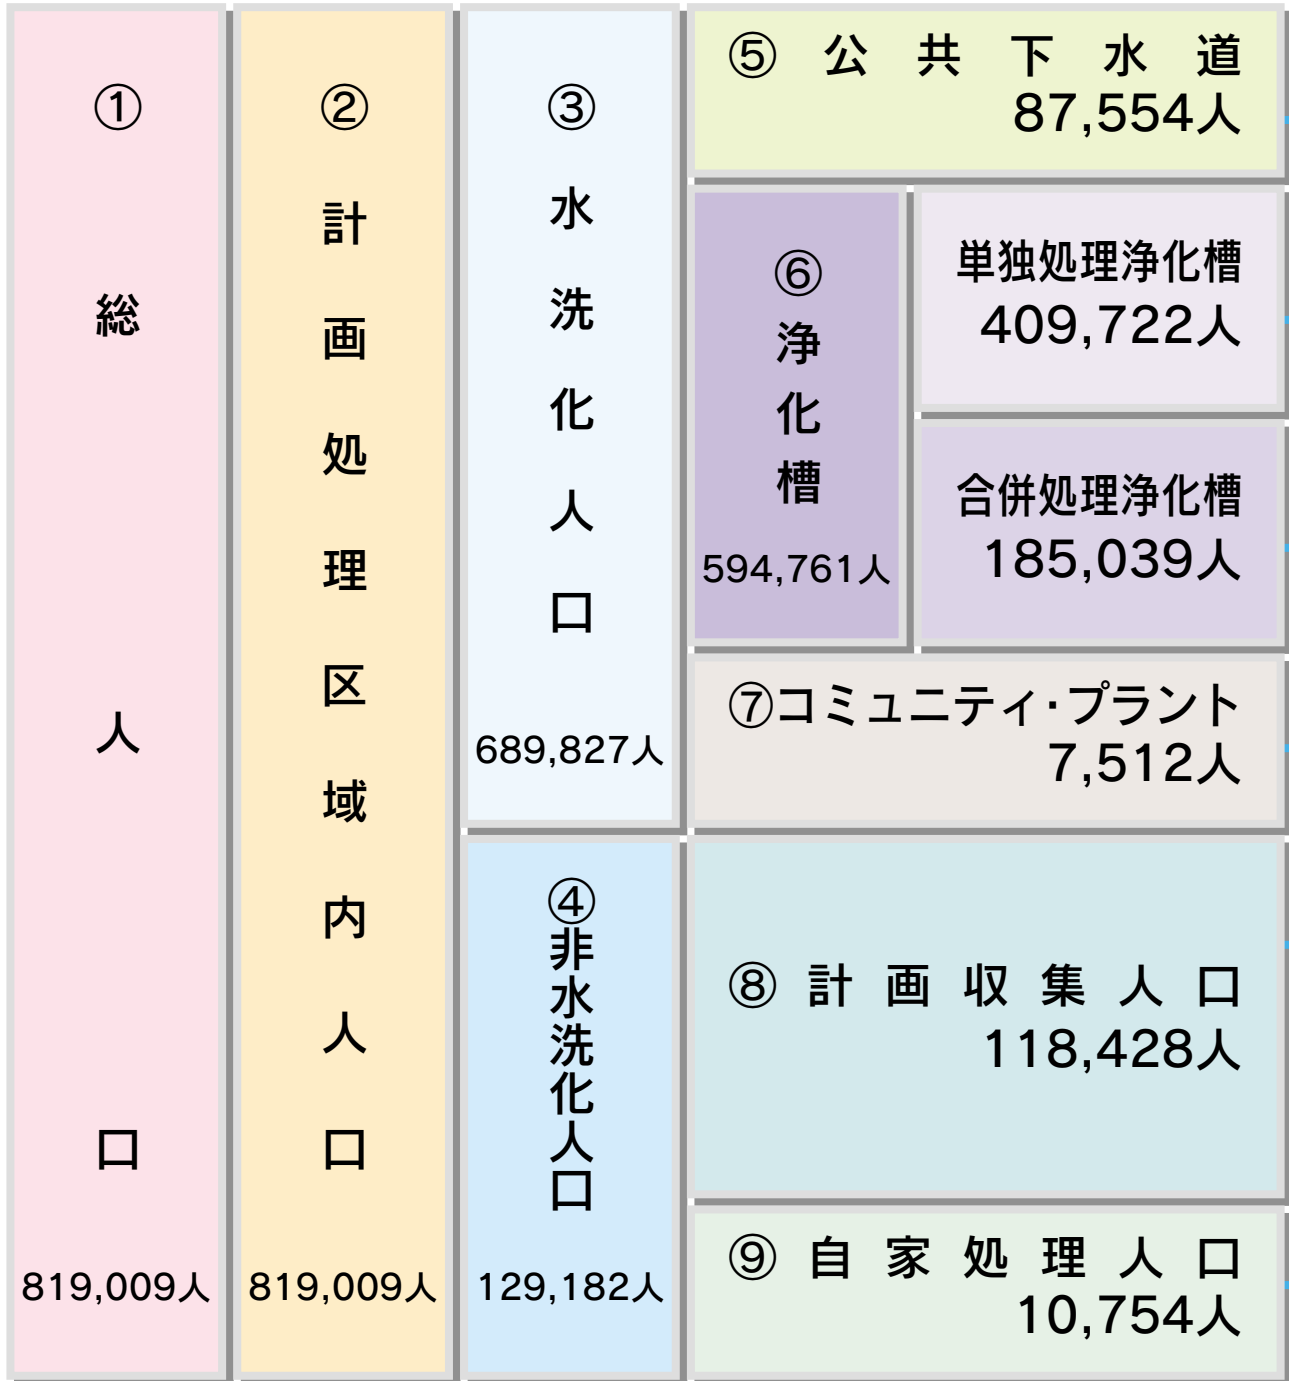 ①総人口
819,009人
②計画処理区域内人口
819,009人
③水洗化人口
689,827人
④非水洗化人口
129,182人
⑤公共下水道
87,554人
⑥浄化槽
594,761人
単独処理浄化槽
409,722人
合併処理浄化槽
185,039人
⑦コミュニティ・プラント
7,512人
⑧計画収集人口
118,428人
⑨自家処理人口
10,754人